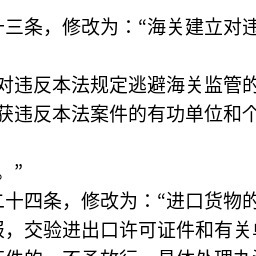 十三条，修改为：“海关建立对违
对违反本法规定逃避海关监管的
获违反本法案件的有功单位和个
。”
二十四条，修改为：“进口货物的
报，交验进出口许可证件和有关